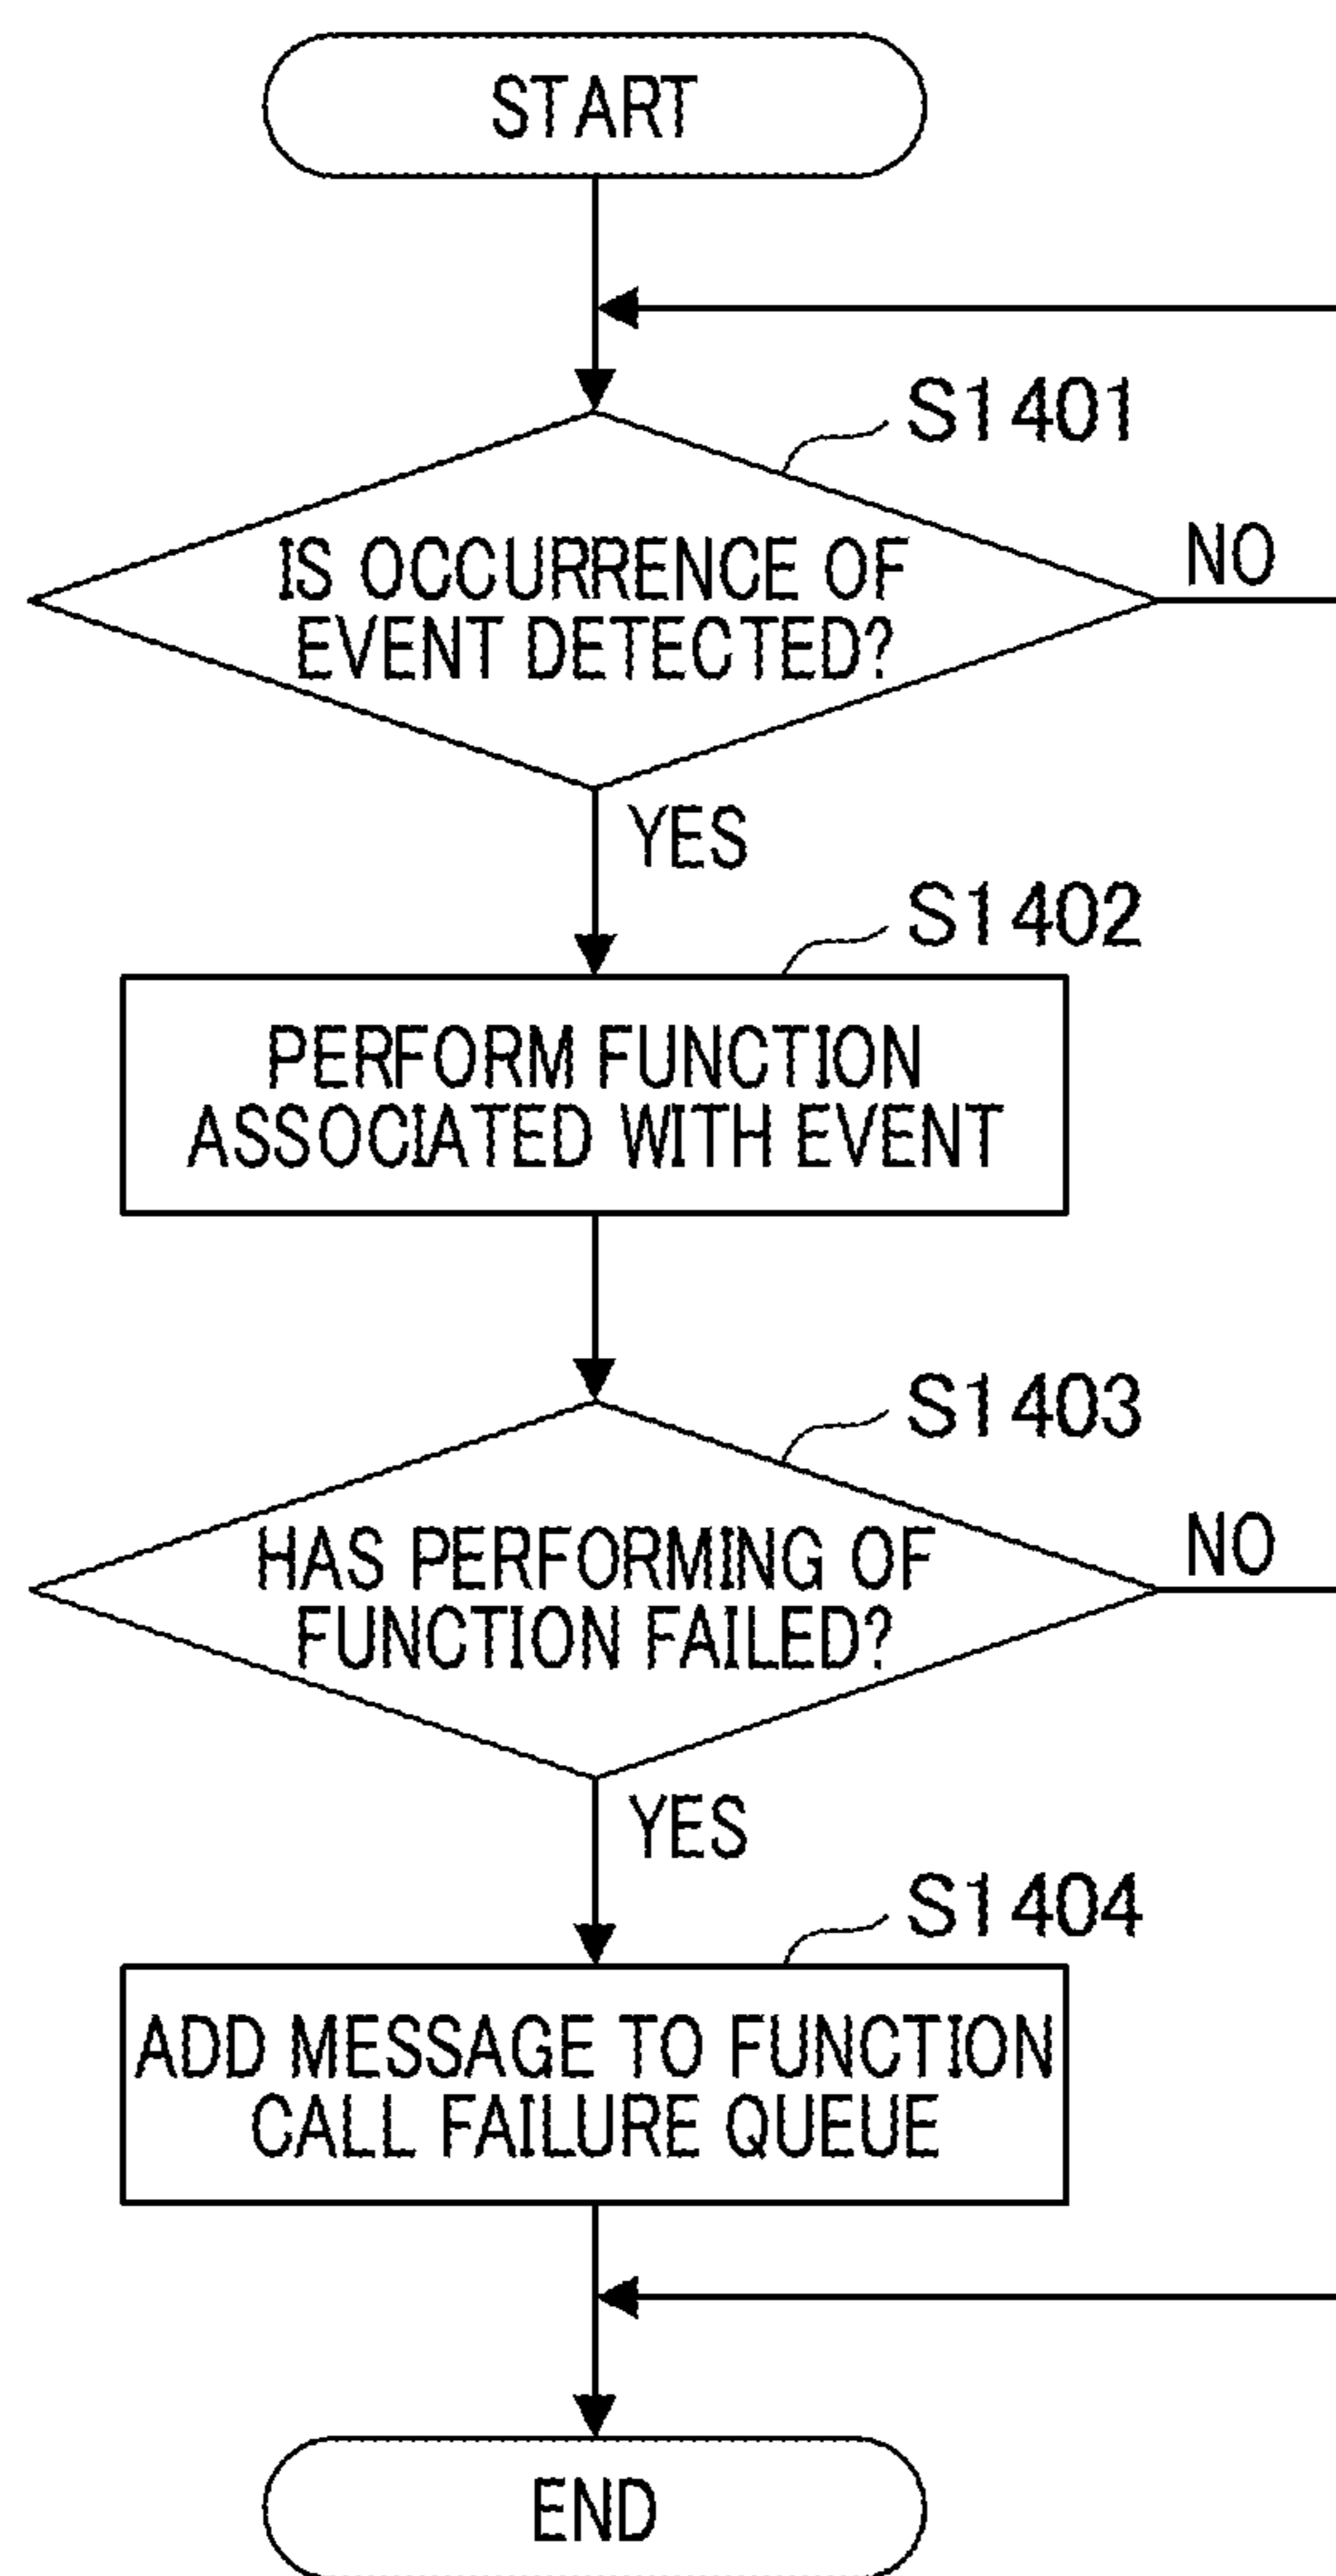 START
S1401
IS OCCURRENCE OF
EVENT DETECTED?
NO
YES
S1402
PERFORM FUNCTION
ASSOCIATED WITH EVENT
S1403
HAS PERFORMING OF
FUNCTION FAILED?
NO
YES
S1404
ADD MESSAGE TO FUNCTION
CALL FAILURE QUEUE
END